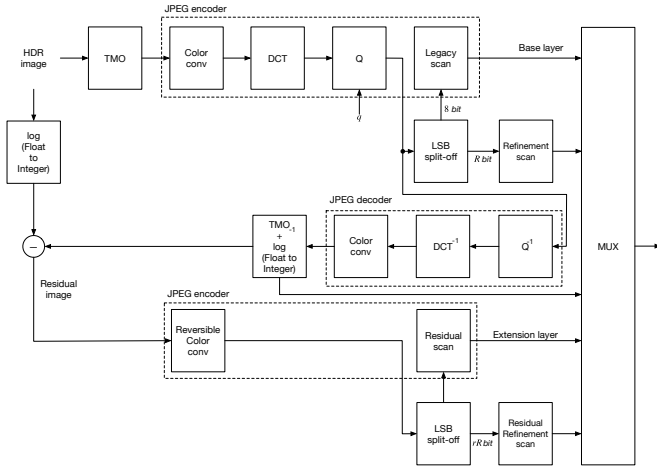 JPEG encoder
HDR
image
TMO
Color
conv
DCT
Q
Legacy
scan
Base layer
q
8 bit
log
(Float
to
Integer)
LSB
split-off
R bit
Refinement
scan
JPEG decoder
TMO-1
+
log
(Float to
Integer)
Color
conv
DCT-1
Q-1
MUX
–
Residual
image
JPEG encoder
Reversible
Color
conv
Residual
scan
Extension layer
LSB
split-off
rR bit
Residual
Refinement
scan